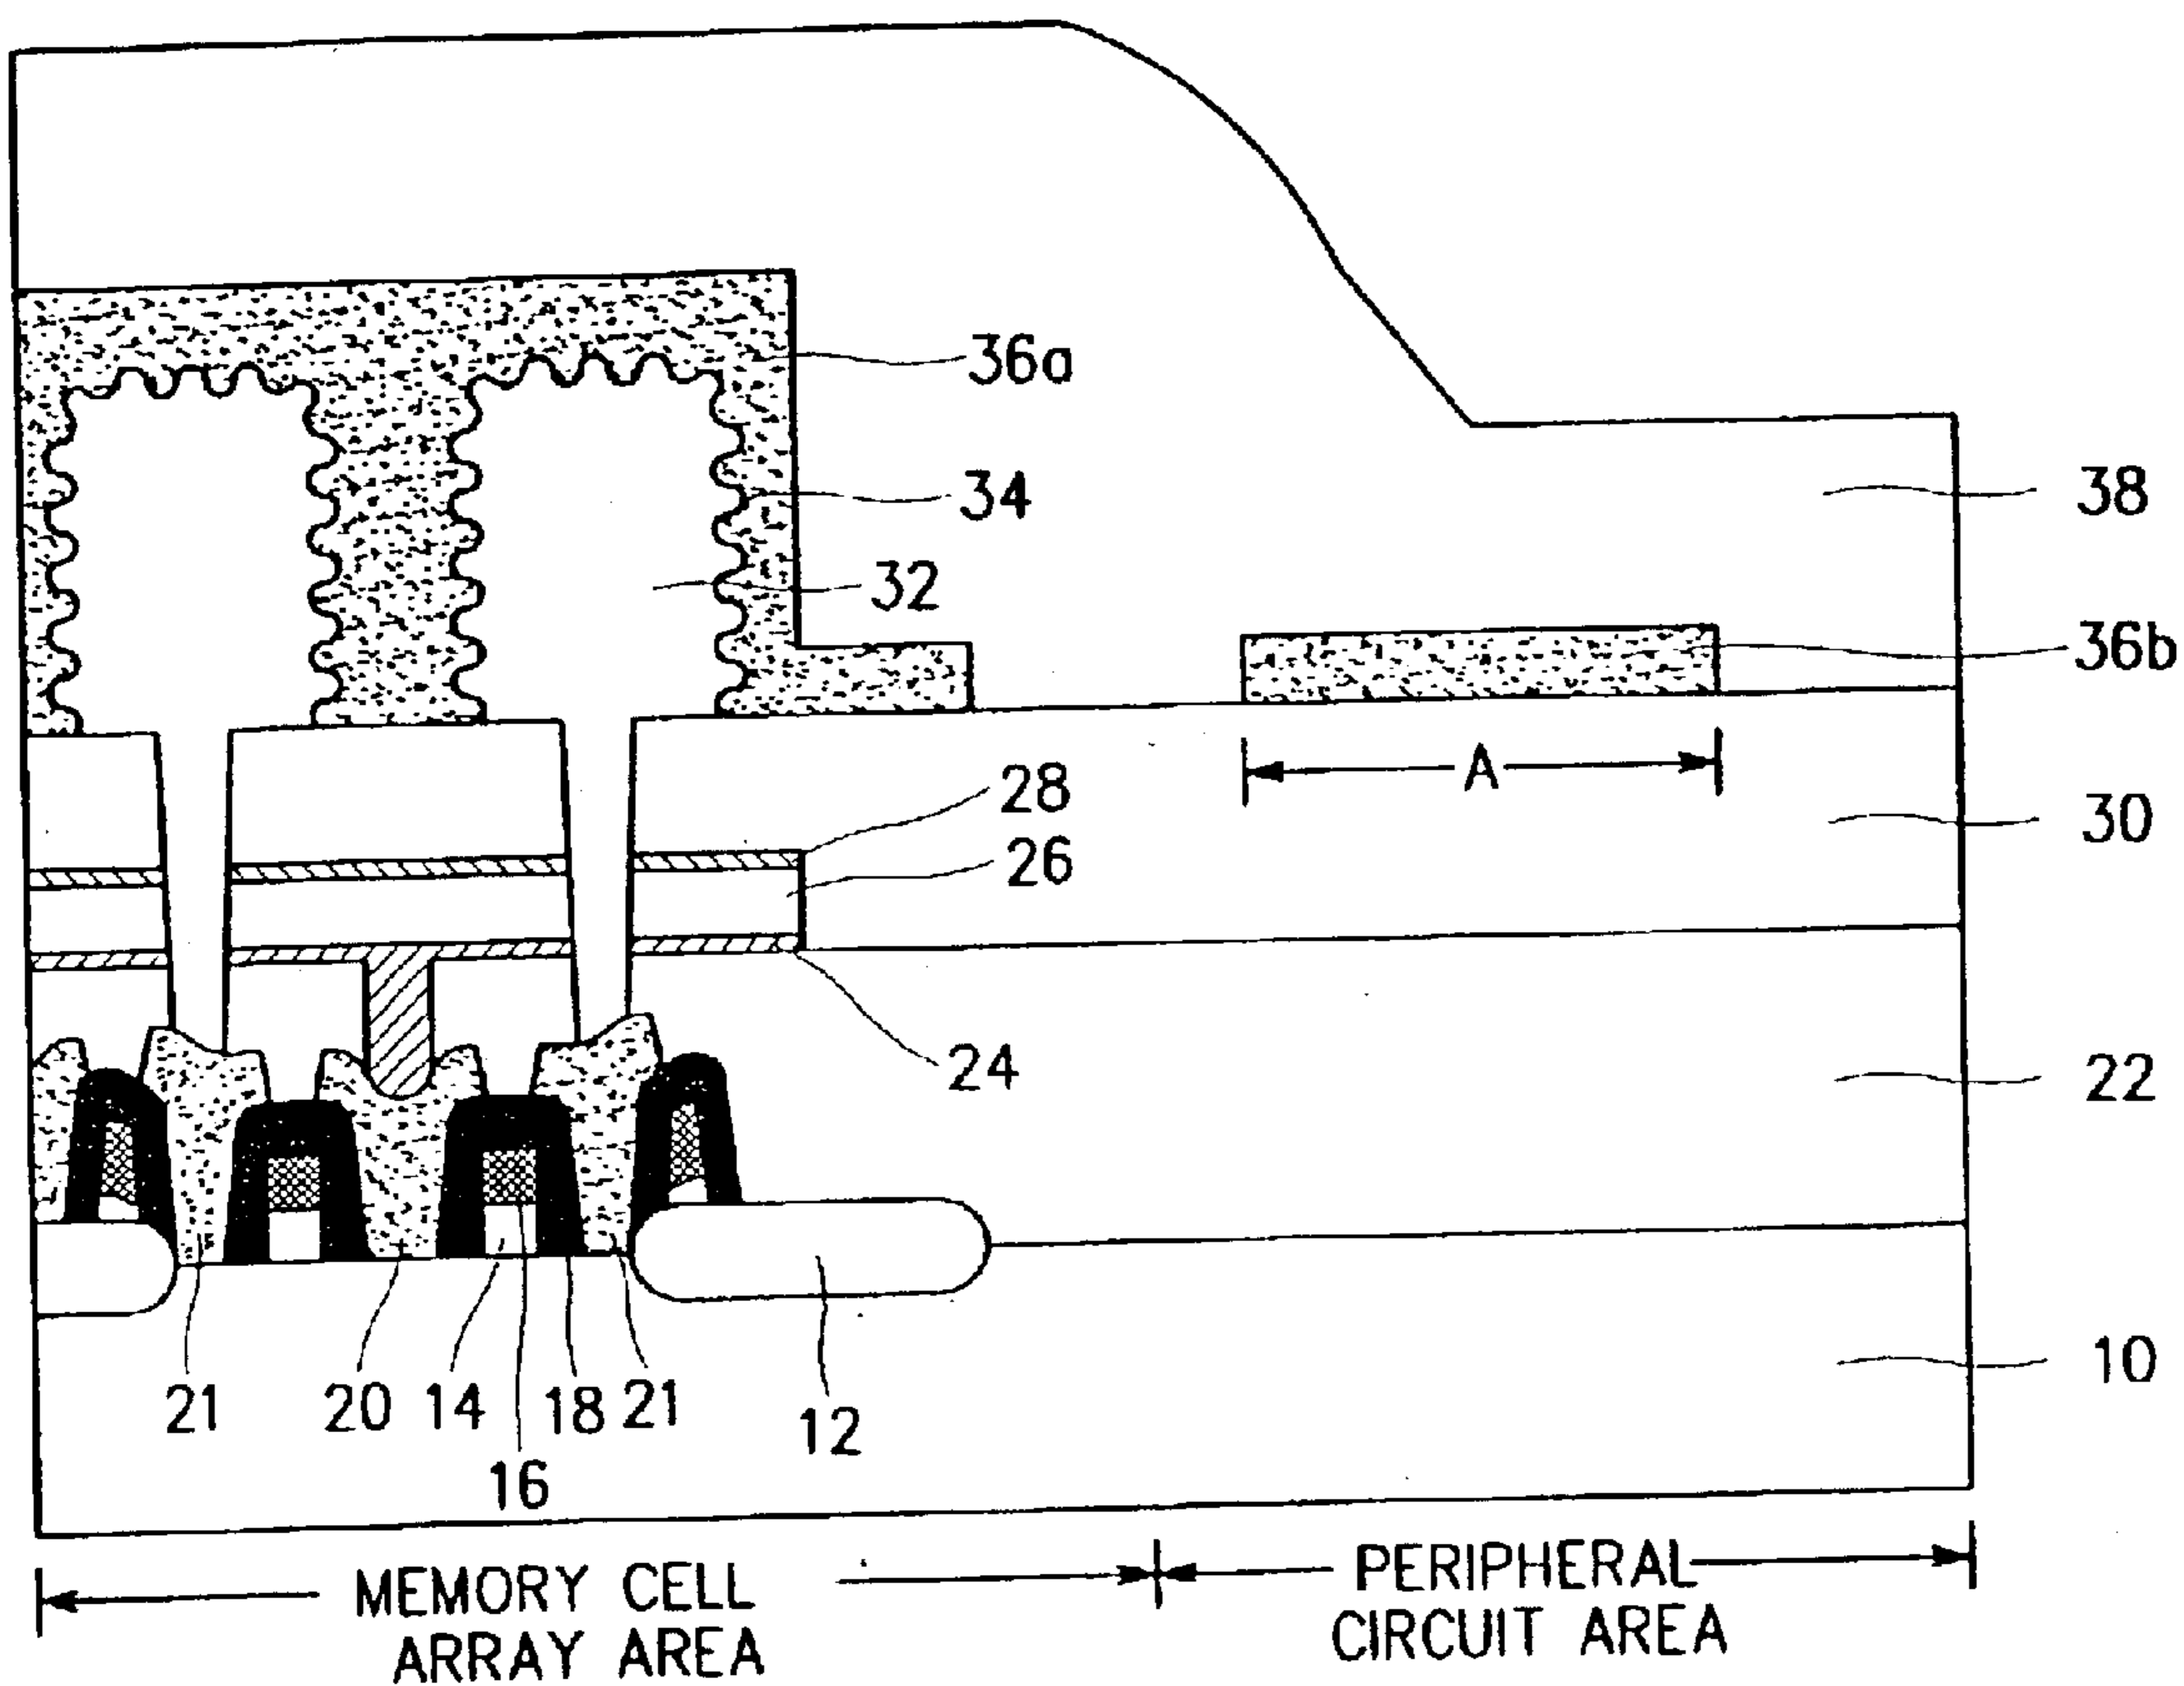 36a
34
38
32
36b
A
28
30
26
24
22
10
21
20
14
18
21
12
16
MEMORY CELL
ARRAY AREA
PERIPHERAL
CIRCUIT AREA